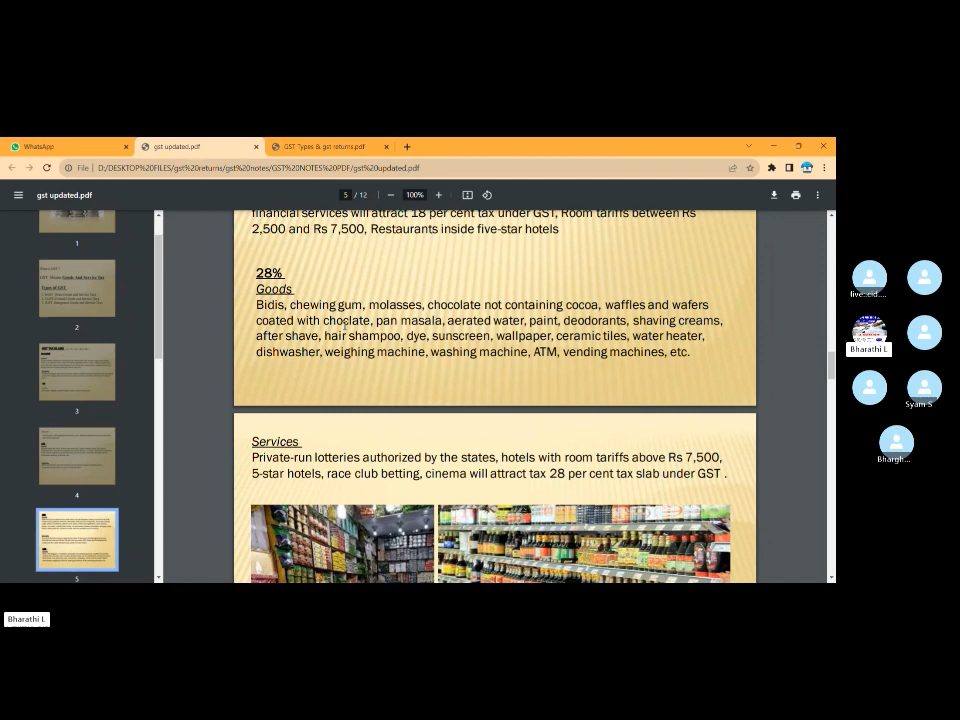 WhatsApp
gst updated.pdf
GST Types & gst returns.pdf
File
D:/DESKTOP%20FILES/gst%20returns/gst%20notes/GST%20NOTES%20PDF/gst%20updated.pdf
gst updated.pdf
5 / 12
100%
1
2
3
4
5
financial services will attract 18 per cent tax under GST, Room tariffs between Rs
2,500 and Rs 7,500, Restaurants inside five-star hotels
28%
Goods
Bidis, chewing gum, molasses, chocolate not containing cocoa, waffles and wafers
coated with choclate, pan masala, aerated water, paint, deodorants, shaving creams,
after shave, hair shampoo, dye, sunscreen, wallpaper, ceramic tiles, water heater,
dishwasher, weighing machine, washing machine, ATM, vending machines, etc.
Services
Private-run lotteries authorized by the states, hotels with room tariffs above Rs 7,500,
5-star hotels, race club betting, cinema will attract tax 28 per cent tax slab under GST .
live:.cid....
Bharathi L
Syam S
Bhargh...
Bharathi L